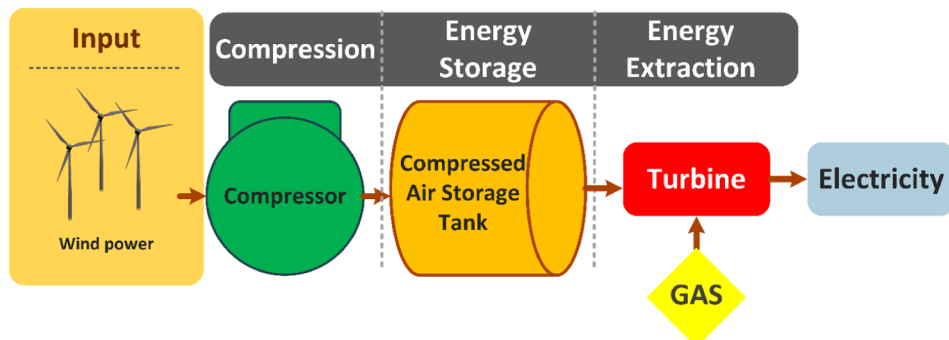 Input
Wind power
Compression
Energy
Storage
Energy
Extraction
Compressor
Compressed
Air Storage
Tank
Turbine
Electricity
GAS